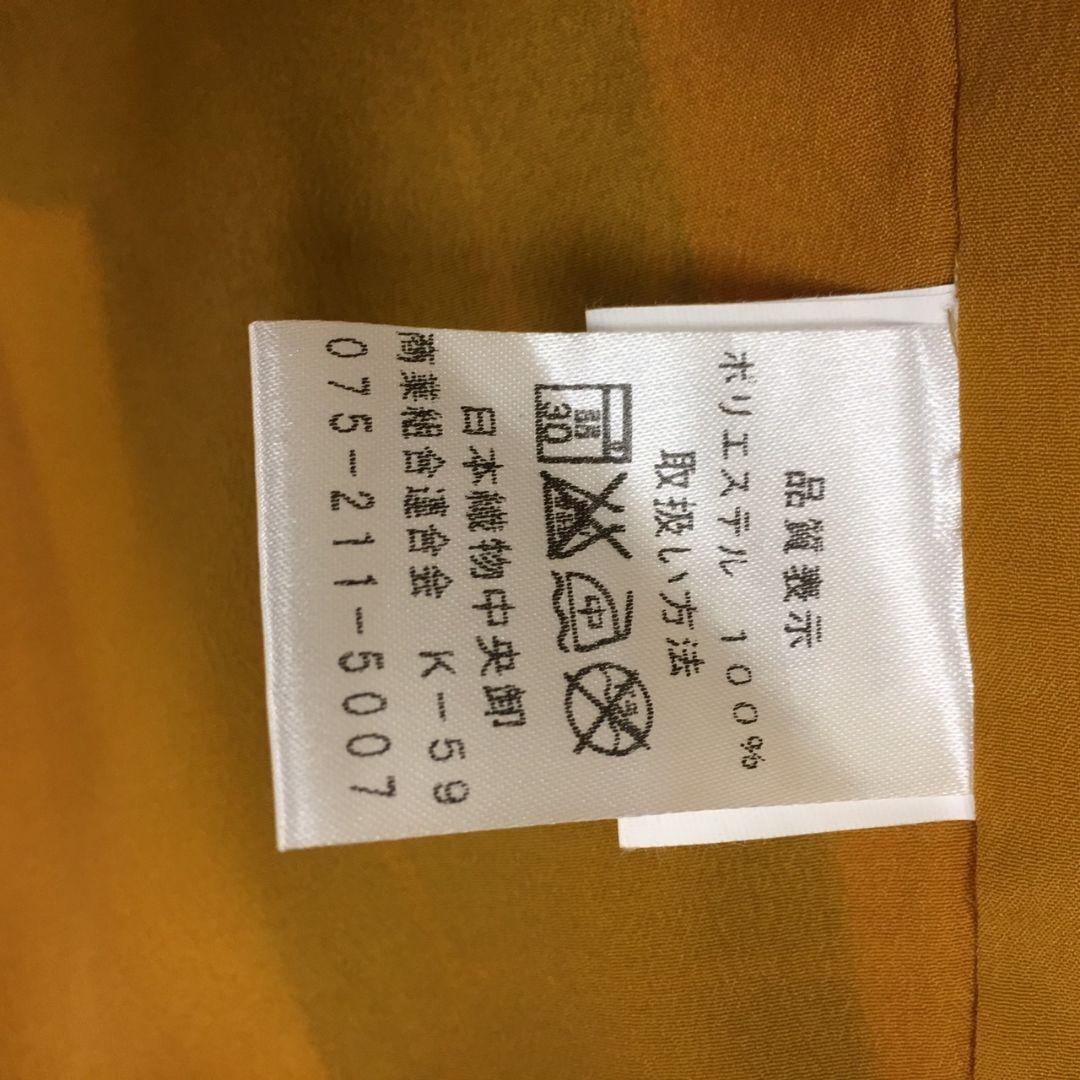 品質表示
ポリエステル 100%
取扱い方法
弱 30
中
日本織物中央卸
商業組合連合会 K-59
075-211-5007